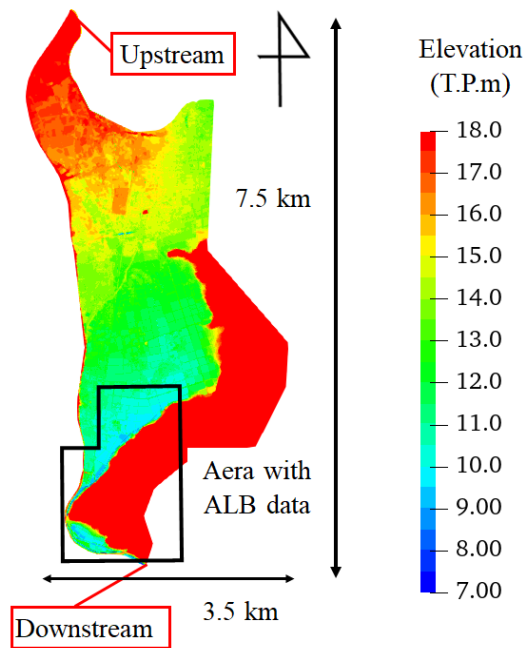 Upstream
Elevation
(T.P.m)
18.0
17.0
16.0
15.0
14.0
13.0
12.0
11.0
10.0
9.00
8.00
7.00
7.5 km
Aera with
ALB data
3.5 km
Downstream